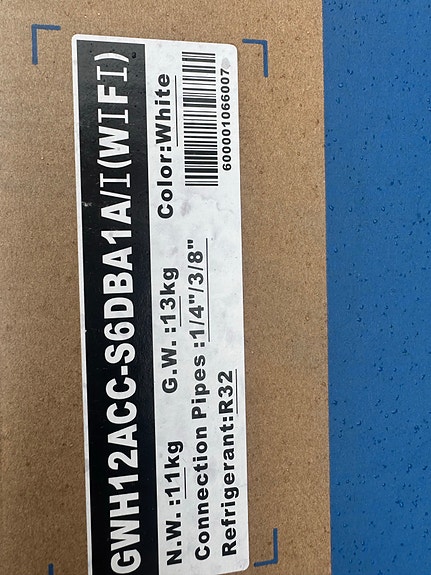 GWH12ACC-S6DBA1A/I(WIFI)
N.W.:11kg G.W.:13kg Color:White
Connection Pipes:1/4"/3/8"
Refrigerant:R32
600001066007